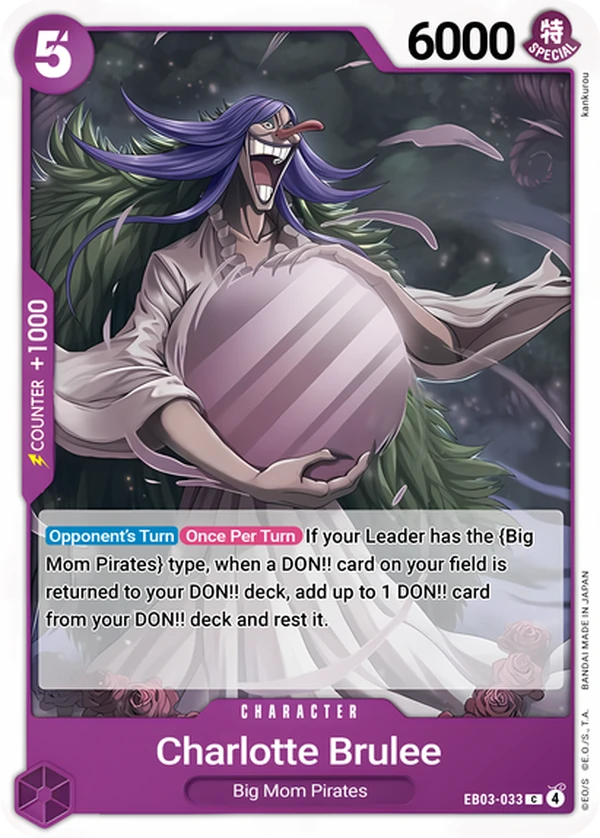 5
6000
特
SPECIAL
kankurou
COUNTER +1000
Opponent's Turn Once Per Turn If your Leader has the {Big
Mom Pirates} type, when a DON!! card on your field is
returned to your DON!! deck, add up to 1 DON!! card
from your DON!! deck and rest it.
CHARACTER
Charlotte Brulee
Big Mom Pirates
EB03-033 C 4
©EO/S ©E.O./S., T.A. BANDAI MADE IN JAPAN